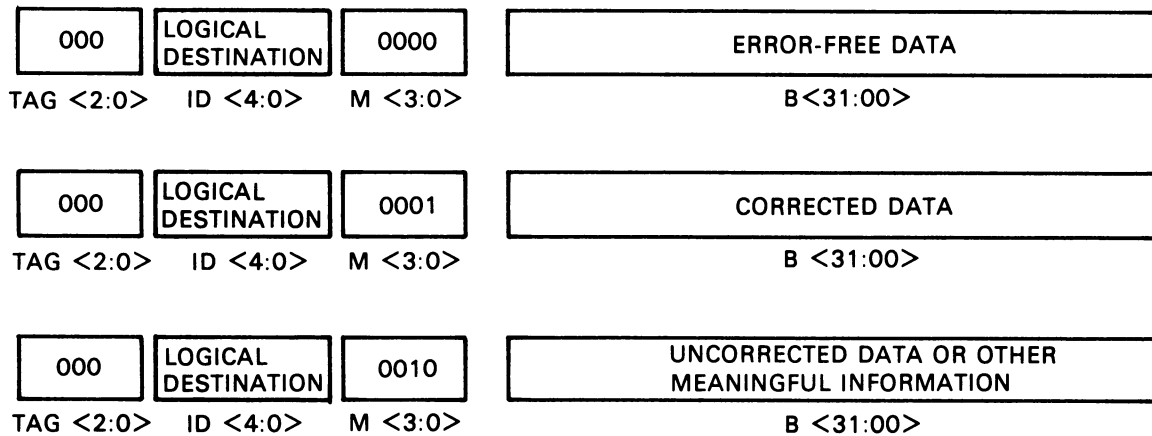 000 LOGICAL DESTINATION 0000 ERROR-FREE DATA
TAG <2:0> ID <4:0> M <3:0> B<31:00>
000 LOGICAL DESTINATION 0001 CORRECTED DATA
TAG <2:0> ID <4:0> M <3:0> B <31:00>
000 LOGICAL DESTINATION 0010 UNCORRECTED DATA OR OTHER MEANINGFUL INFORMATION
TAG <2:0> ID <4:0> M <3:0> B <31:00>